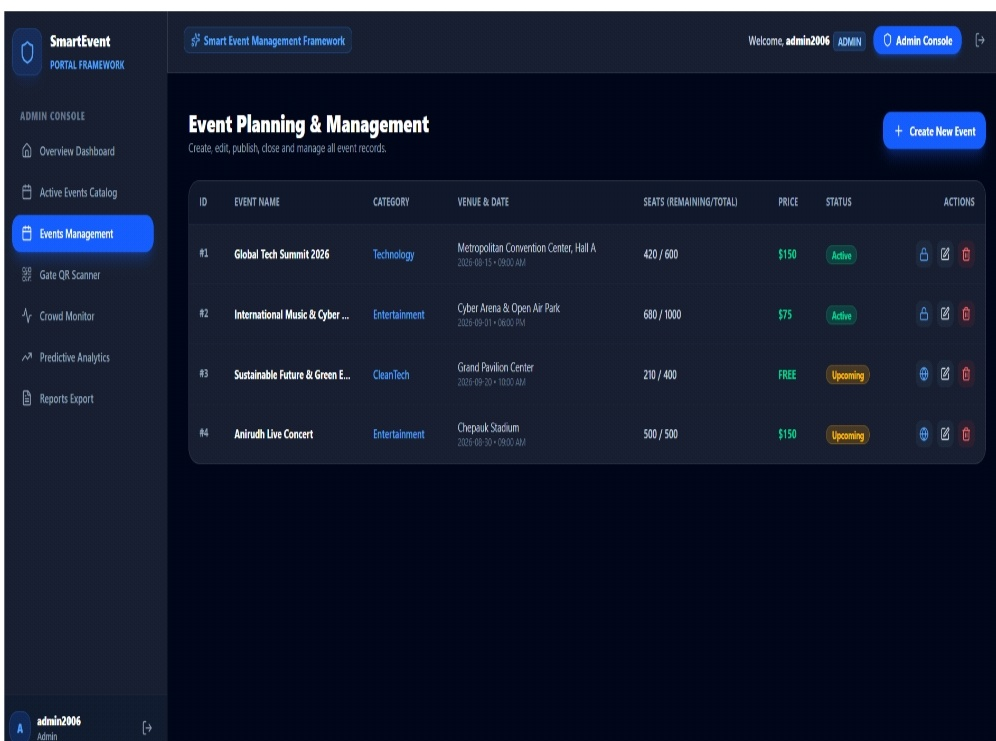 SmartEvent
PORTAL FRAMEWORK
Smart Event Management Framework
Welcome, admin2006 ADMIN
Admin Console
ADMIN CONSOLE
Overview Dashboard
Active Events Catalog
Events Management
Gate QR Scanner
Crowd Monitor
Predictive Analytics
Reports Export
admin2006
Admin
A
Event Planning & Management
Create, edit, publish, close and manage all event records.
+ Create New Event
ID EVENT NAME CATEGORY VENUE & DATE SEATS (REMAINING/TOTAL) PRICE STATUS ACTIONS
#1 Global Tech Summit 2026 Technology Metropolitan Convention Center, Hall A 420 / 600 $150 Active
2026-08-15 • 09:00 AM
#2 International Music & Cyber ... Entertainment Cyber Arena & Open Air Park 680 / 1000 $75 Active
2026-09-01 • 06:00 PM
#3 Sustainable Future & Green E... CleanTech Grand Pavilion Center 210 / 400 FREE Upcoming
2026-09-20 • 10:00 AM
#4 Anirudh Live Concert Entertainment Chepauk Stadium 500 / 500 $150 Upcoming
2026-08-30 • 09:00 AM